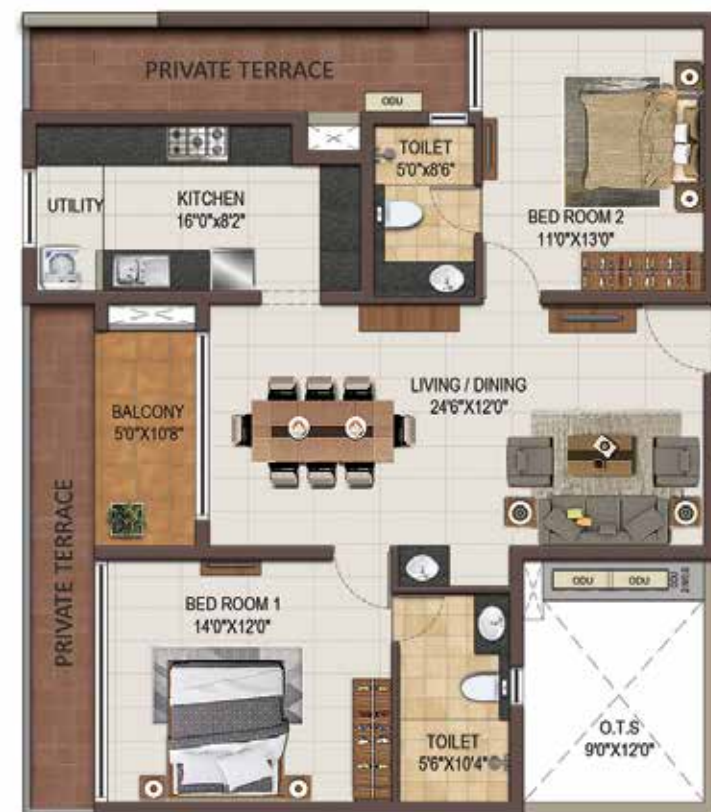 PRIVATE TERRACE
ODU
TOILET
5'0"x8'6"
KITCHEN
16'0"x8'2"
UTILITY
BED ROOM 2
11'0"X13'0"
LIVING / DINING
24'6"X12'0"
BALCONY
5'0"X10'8"
PRIVATE TERRACE
BED ROOM 1
14'0"X12'0"
ODU
ODU
ODU
TOILET
5'6"X10'4"
O.T.S
9'0"X12'0"